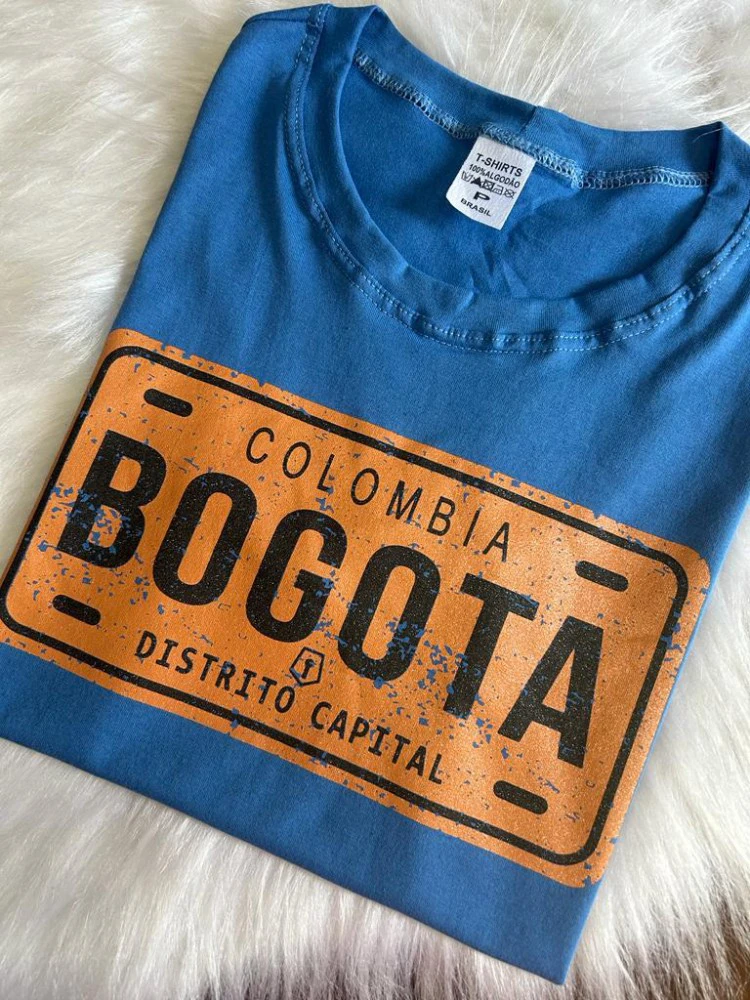 T-SHIRTS
100%ALGODÃO
P
BRASIL
COLOMBIA
BOGOTA
DISTRITO CAPITAL